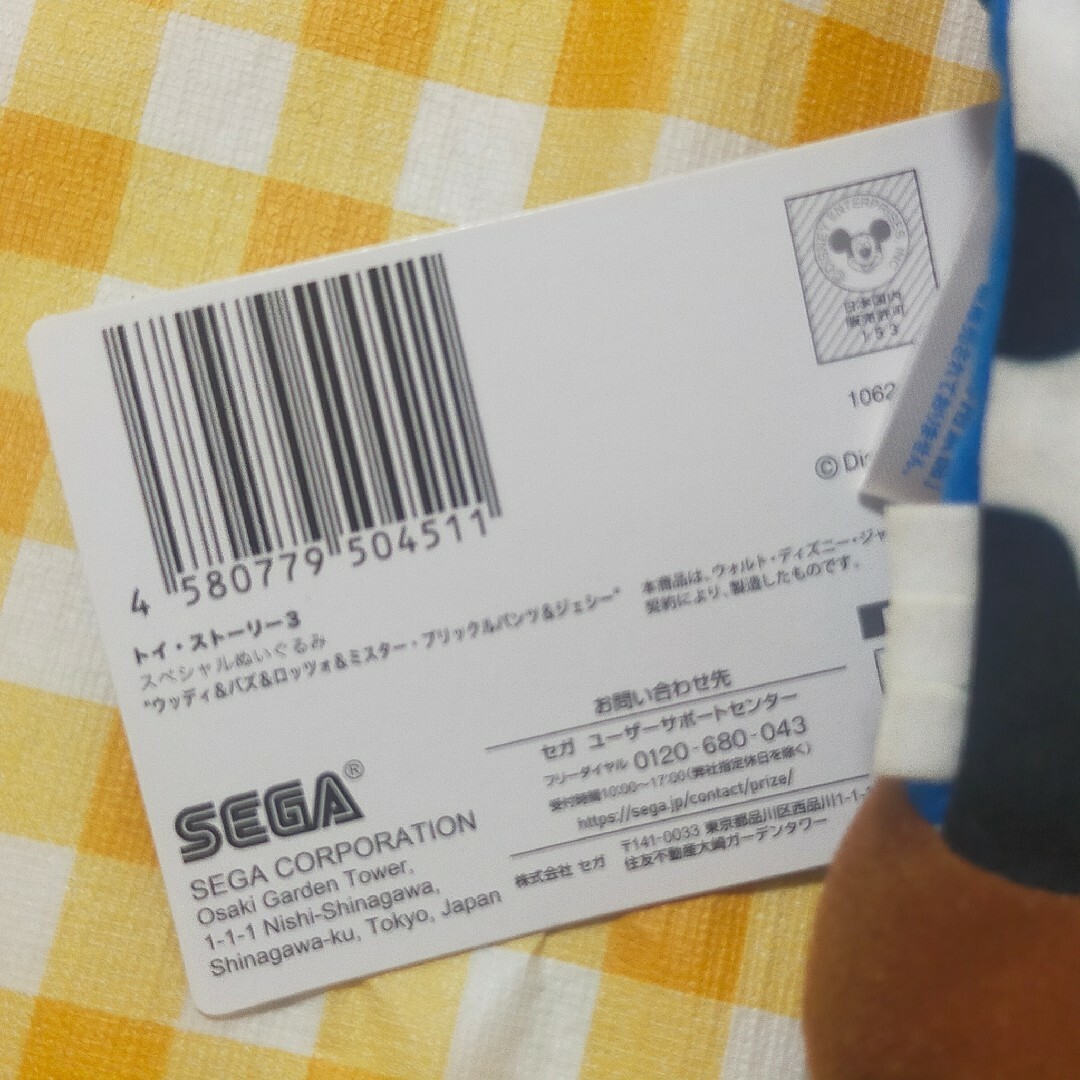 DISNEY ENTERPRISES, INC
日本国内
販売許可
193
1062
© Di
4 580779 504511
トイ・ストーリー3
スペシャルぬいぐるみ
"ウッディ&バズ&ロッツォ&ミスター・プリックルパンツ&ジェシー"
本商品は、ウォルト・ディズニー・ジャ
契約により、製造したものです。
お問い合わせ先
セガ ユーザーサポートセンター
フリーダイヤル 0120-680-043
受付時間10:00〜17:00(弊社指定休日を除く)
https://sega.jp/contact/prize/
株式会社 セガ
〒141-0033 東京都品川区西品川1-1-
住友不動産大崎ガーデンタワー
SEGA®
SEGA CORPORATION
Osaki Garden Tower,
1-1-1 Nishi-Shinagawa,
Shinagawa-ku, Tokyo, Japan